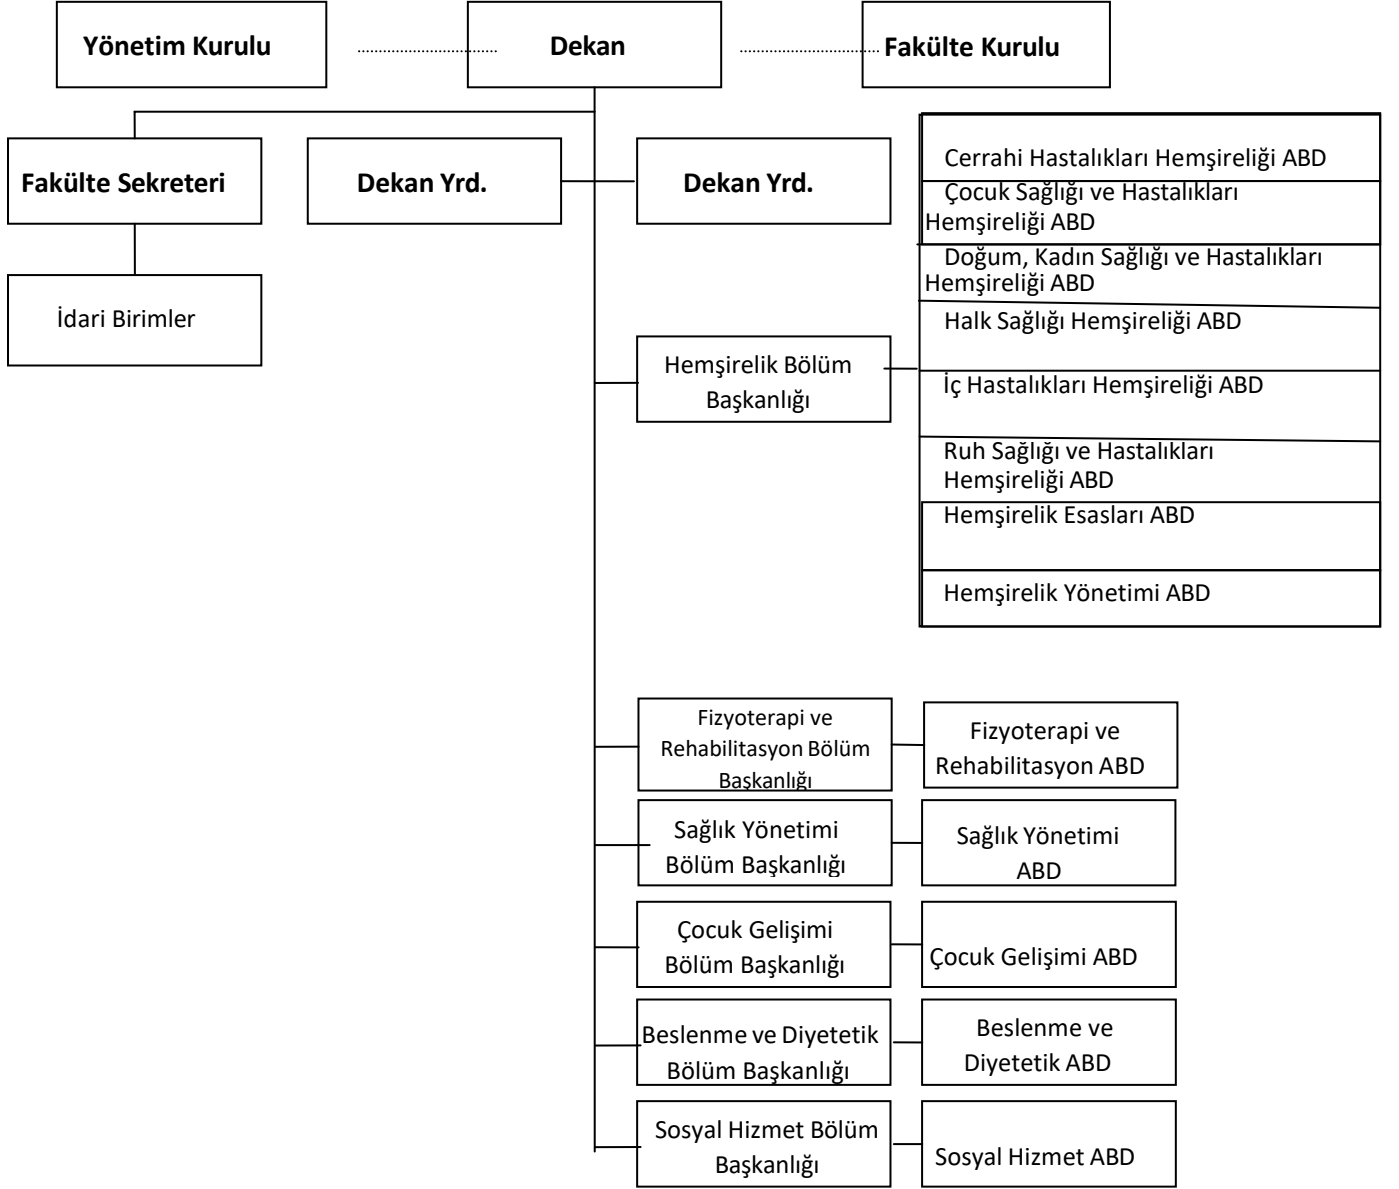 Yönetim Kurulu
Dekan
Fakülte Kurulu
Fakülte Sekreteri
Dekan Yrd.
Dekan Yrd.
İdari Birimler
Cerrahi Hastalıkları Hemşireliği ABD
Çocuk Sağlığı ve Hastalıkları
Hemşireliği ABD
Doğum, Kadın Sağlığı ve Hastalıkları
Hemşireliği ABD
Halk Sağlığı Hemşireliği ABD
İç Hastalıkları Hemşireliği ABD
Ruh Sağlığı ve Hastalıkları
Hemşireliği ABD
Hemşirelik Esasları ABD
Hemşirelik Yönetimi ABD
Hemşirelik Bölüm
Başkanlığı
Fizyoterapi ve
Rehabilitasyon Bölüm
Başkanlığı
Fizyoterapi ve
Rehabilitasyon ABD
Sağlık Yönetimi
Bölüm Başkanlığı
Sağlık Yönetimi
ABD
Çocuk Gelişimi
Bölüm Başkanlığı
Çocuk Gelişimi ABD
Beslenme ve Diyetetik
Bölüm Başkanlığı
Beslenme ve
Diyetetik ABD
Sosyal Hizmet Bölüm
Başkanlığı
Sosyal Hizmet ABD